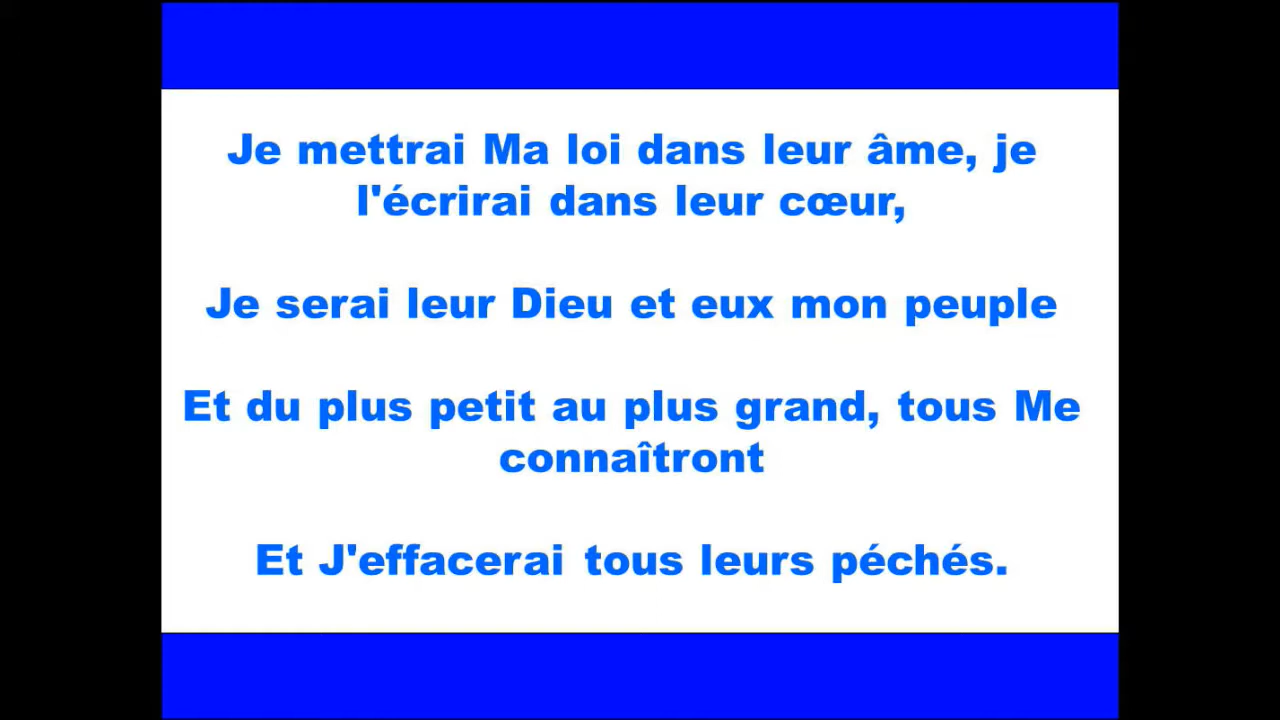 Je mettrai Ma loi dans leur âme, je
l'écrirai dans leur cœur,
Je serai leur Dieu et eux mon peuple
Et du plus petit au plus grand, tous Me
connaîtront
Et J'effacerai tous leurs péchés.